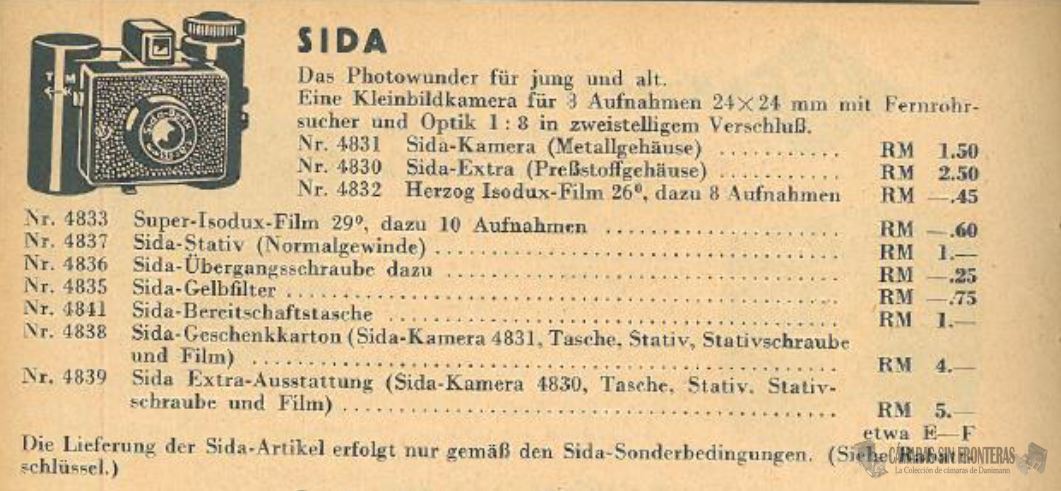 SIDA
Das Photowunder für jung und alt.
Eine Kleinbildkamera für 8 Aufnahmen 24×24 mm mit Fernrohr-
sucher und Optik 1 : 8 in zweistelligem Verschluß.
Nr. 4831 Sida-Kamera (Metallgehäuse) ........... RM 1.50
Nr. 4830 Sida-Extra (Preßstoffgehäuse) ........... RM 2.50
Nr. 4832 Herzog Isodux-Film 26⁰, dazu 8 Aufnahmen RM —.45
Nr. 4833 Super-Isodux-Film 29⁰, dazu 10 Aufnahmen ........... RM —.60
Nr. 4837 Sida-Stativ (Normalgewinde) ........... RM 1.—
Nr. 4836 Sida-Übergangsschraube dazu ........... RM —.25
Nr. 4835 Sida-Gelbfilter ........... RM —.75
Nr. 4841 Sida-Bereitschaftstasche ........... RM 1.—
Nr. 4838 Sida-Geschenkkarton (Sida-Kamera 4831, Tasche, Stativ, Stativschraube
und Film) ........... RM 4.—
Nr. 4839 Sida Extra-Ausstattung (Sida-Kamera 4830, Tasche, Stativ, Stativ-
schraube und Film) ........... RM 5.—
etwa E—F
Die Lieferung der Sida-Artikel erfolgt nur gemäß den Sida-Sonderbedingungen. (Siehe Rabatt-
schlüssel.)
T M
CÁMARAS SIN FRONTERAS
La Colección de cámaras de Danimann